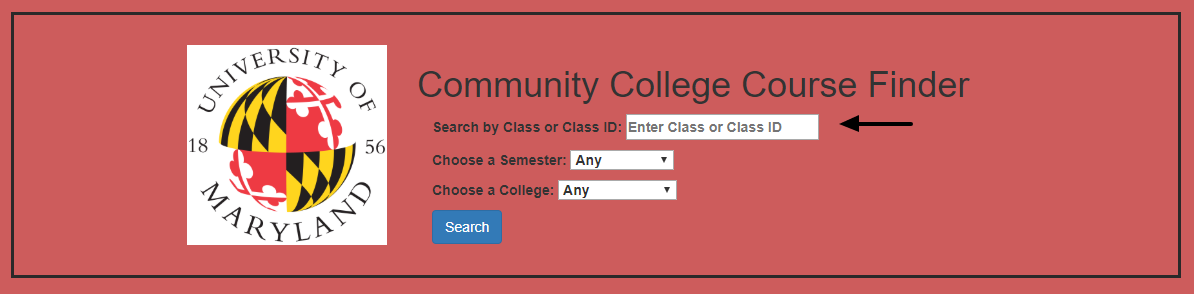 UNIVERSITY OF
18 56
MARYLAND
Community College Course Finder
Search by Class or Class ID: Enter Class or Class ID
Choose a Semester: Any
Choose a College: Any
Search